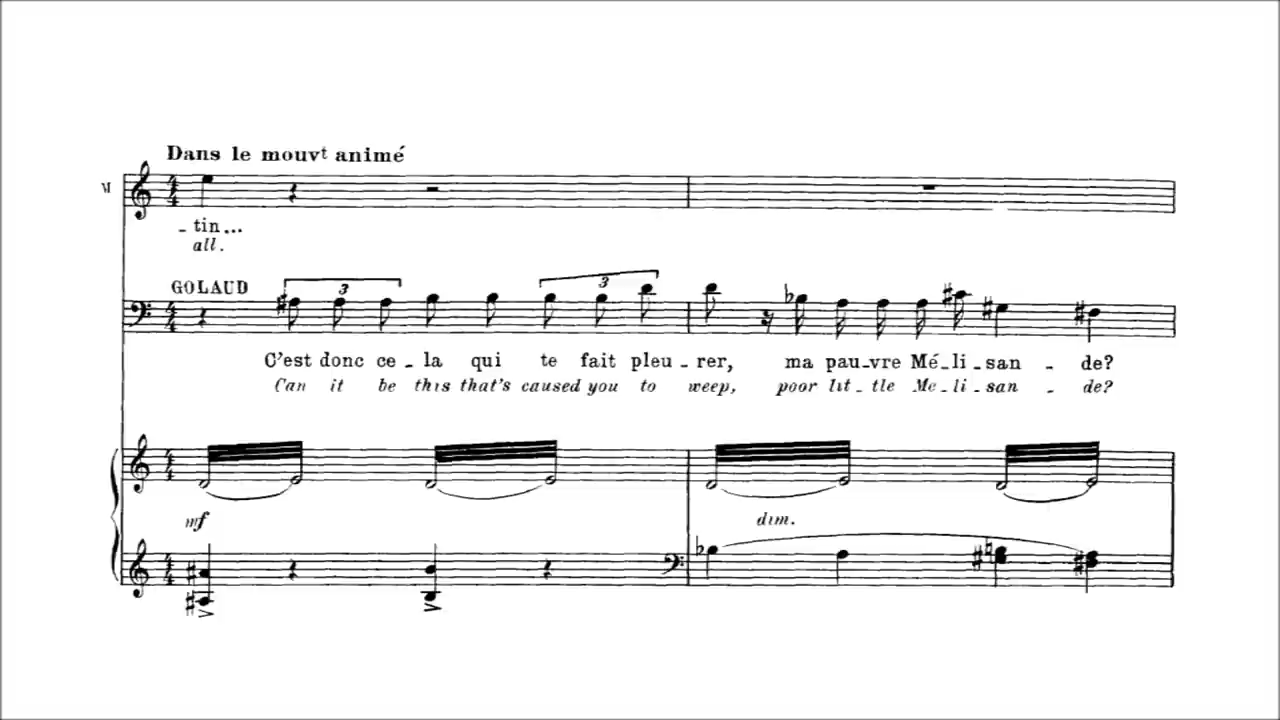 Dans le mouvt animé
M
- tin...
all.
GOLAUD
3 3
C'est donc ce - la qui te fait pleu - rer, ma pau - vre Mé - li - san - de?
Can it be this that's caused you to weep, poor lit - tle Me - li - san - de?
mf dim.